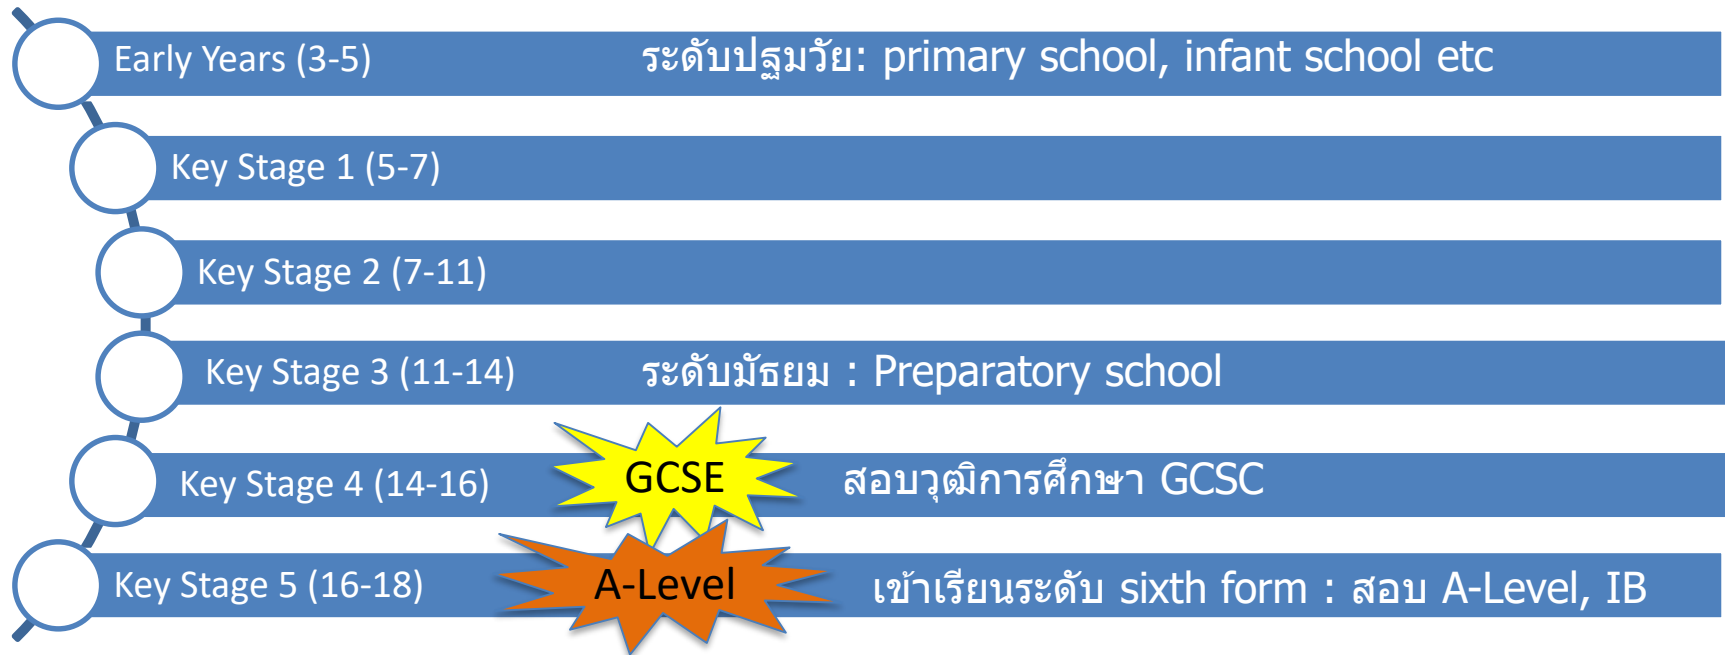 Early Years (3-5) ระดับปฐมวัย: primary school, infant school etc
Key Stage 1 (5-7)
Key Stage 2 (7-11)
Key Stage 3 (11-14) ระดับมัธยม : Preparatory school
Key Stage 4 (14-16) GCSE สอบวุฒิการศึกษา GCSC
Key Stage 5 (16-18) A-Level เข้าเรียนระดับ sixth form : สอบ A-Level, IB